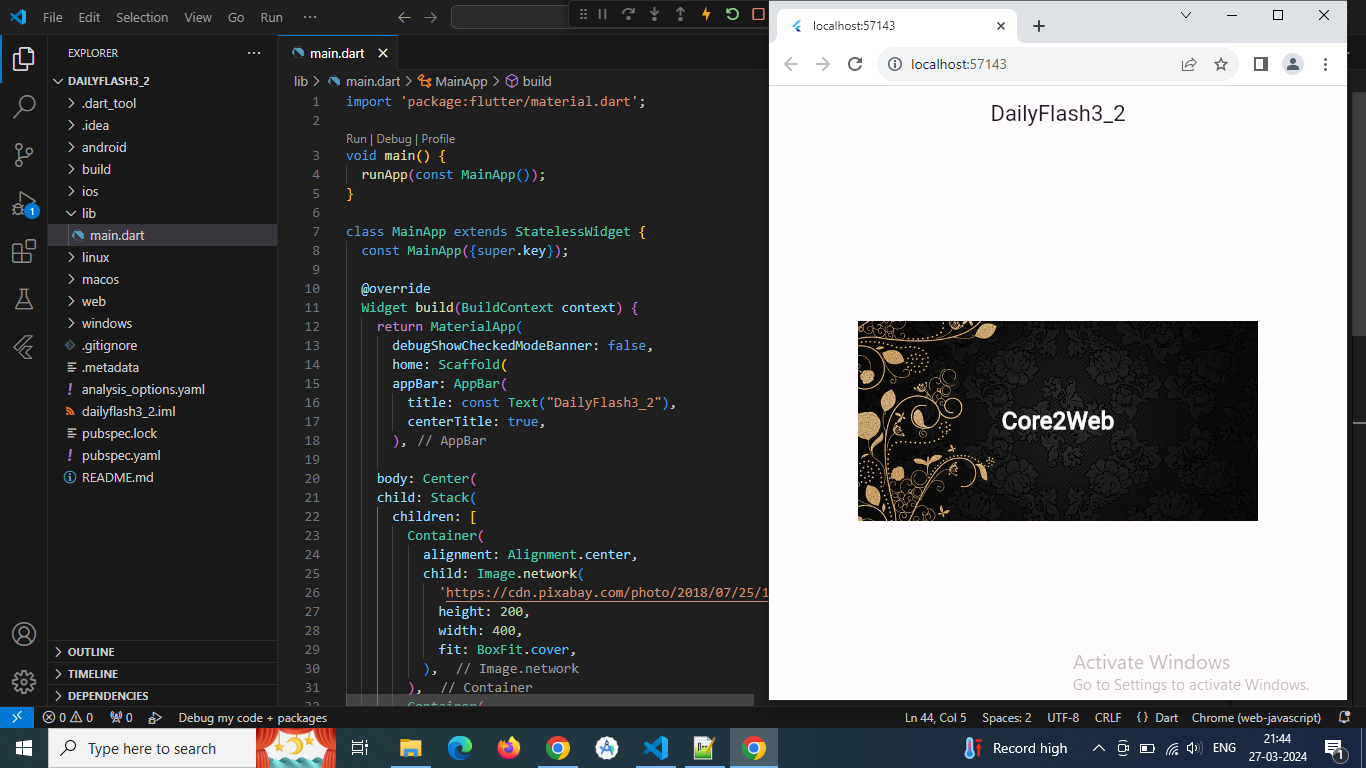 File Edit Selection View Go Run ···
EXPLORER ···
DAILYFLASH3_2
.dart_tool
.idea
android
build
ios
lib
main.dart
linux
macos
web
windows
.gitignore
.metadata
analysis_options.yaml
dailyflash3_2.iml
pubspec.lock
pubspec.yaml
README.md
OUTLINE
TIMELINE
DEPENDENCIES
1
main.dart
lib > main.dart > MainApp > build
1 import 'package:flutter/material.dart';
2
Run | Debug | Profile
3 void main() {
4 runApp(const MainApp());
5 }
6
7 class MainApp extends StatelessWidget {
8 const MainApp({super.key});
9
10 @override
11 Widget build(BuildContext context) {
12 return MaterialApp(
13 debugShowCheckedModeBanner: false,
14 home: Scaffold(
15 appBar: AppBar(
16 title: const Text("DailyFlash3_2"),
17 centerTitle: true,
18 ), // AppBar
19
20 body: Center(
21 child: Stack(
22 children: [
23 Container(
24 alignment: Alignment.center,
25 child: Image.network(
26 'https://cdn.pixabay.com/photo/2018/07/25/1
27 height: 200,
28 width: 400,
29 fit: BoxFit.cover,
30 ), // Image.network
31 ), // Container
32 Container(
localhost:57143
localhost:57143
DailyFlash3_2
Core2Web
Activate Windows
Go to Settings to activate Windows.
0 0 0 Debug my code + packages Ln 44, Col 5 Spaces: 2 UTF-8 CRLF {} Dart Chrome (web-javascript)
Type here to search Record high ENG 21:44
27-03-2024
1